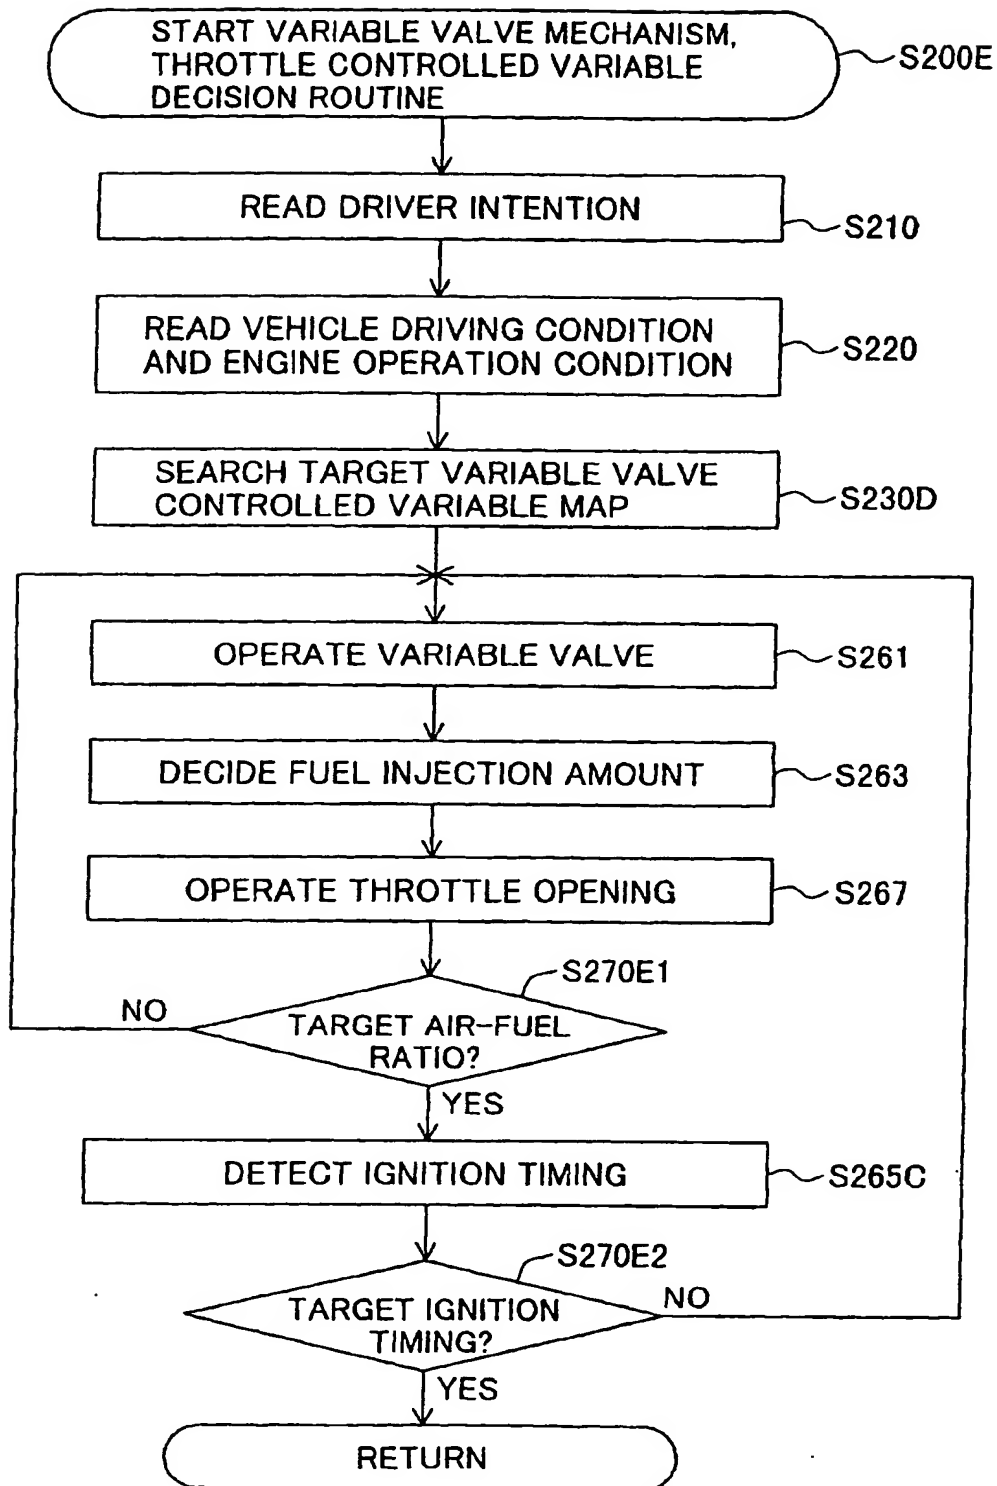 START VARIABLE VALVE MECHANISM,
THROTTLE CONTROLLED VARIABLE
DECISION ROUTINE
S200E
READ DRIVER INTENTION
S210
READ VEHICLE DRIVING CONDITION
AND ENGINE OPERATION CONDITION
S220
SEARCH TARGET VARIABLE VALVE
CONTROLLED VARIABLE MAP
S230D
OPERATE VARIABLE VALVE
S261
DECIDE FUEL INJECTION AMOUNT
S263
OPERATE THROTTLE OPENING
S267
S270E1
NO
TARGET AIR-FUEL
RATIO?
YES
DETECT IGNITION TIMING
S265C
S270E2
TARGET IGNITION
TIMING?
NO
YES
RETURN